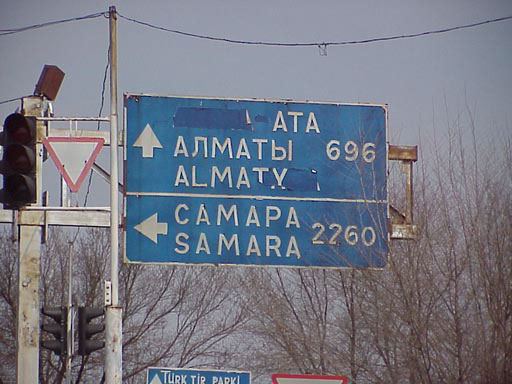 АТА
АЛМАТЫ 696
ALMATY
САМАРА 2260
SAMARA
TÜRK TIR PARKI